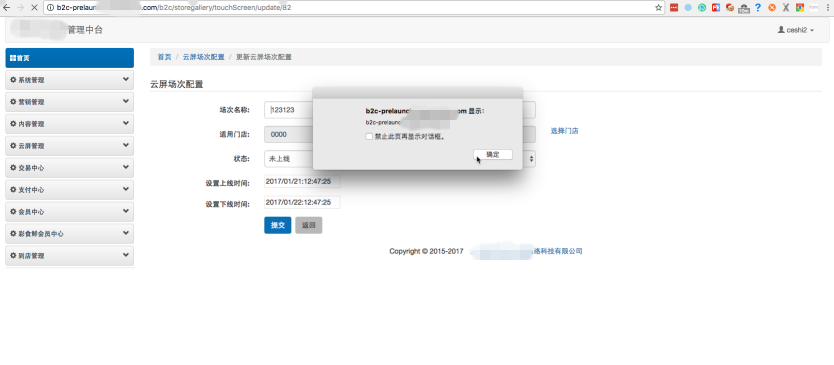 b2c-prelaun .com/b2c/storegallery/touchScreen/update/82
管理中台
ceshi2
首页
首页 / 云屏场次配置 / 更新云屏场次配置
系统管理
营销管理
内容管理
云屏管理
交易中心
支付中心
会员中心
彩食鲜会员中心
到店管理
云屏场次配置
场次名称: 123123
适用门店: 0000 选择门店
状态: 未上线
设置上线时间: 2017/01/21:12:47:25
设置下线时间: 2017/01/22:12:47:25
提交 返回
b2c-prelaunc om 显示:
b2c-prelaunc
禁止此页再显示对话框。
确定
Copyright © 2015-2017 络科技有限公司